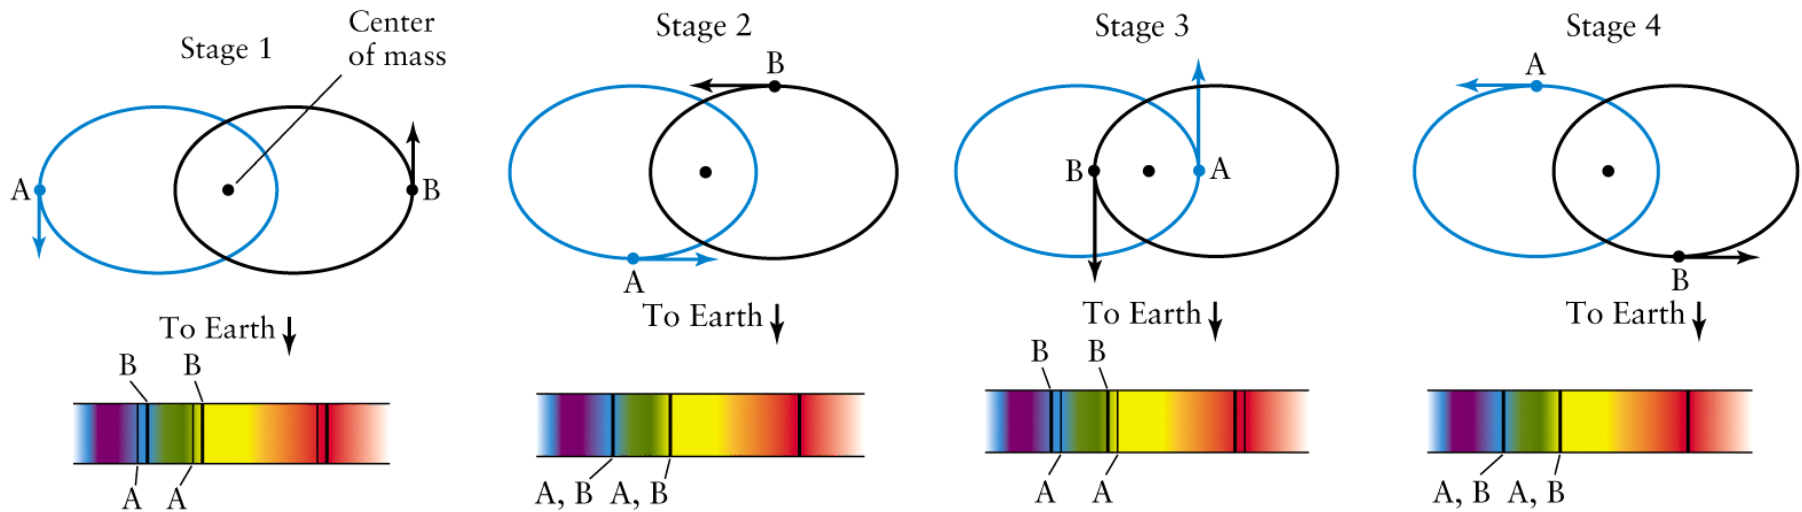 Stage 1
Center
of mass
A
B
To Earth
B B
A A
Stage 2
B
A
To Earth
A, B A, B
Stage 3
B
A
To Earth
B B
A A
Stage 4
A
B
To Earth
A, B A, B